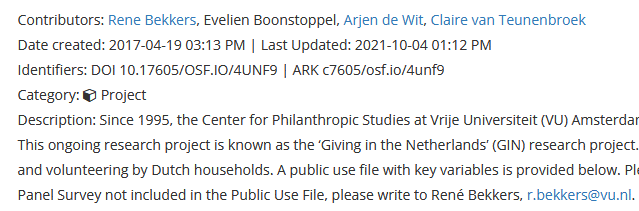 Contributors: Rene Bekkers, Evelien Boonstoppel, Arjen de Wit, Claire van Teunenbroek
Date created: 2017-04-19 03:13 PM | Last Updated: 2021-10-04 01:12 PM
Identifiers: DOI 10.17605/OSF.IO/4UNF9 | ARK c7605/osf.io/4unf9
Category: Project
Description: Since 1995, the Center for Philanthropic Studies at Vrije Universiteit (VU) Amsterdam
This ongoing research project is known as the ‘Giving in the Netherlands’ (GIN) research project.
and volunteering by Dutch households. A public use file with key variables is provided below.
Panel Survey not included in the Public Use File, please write to René Bekkers, r.bekkers@vu.nl.